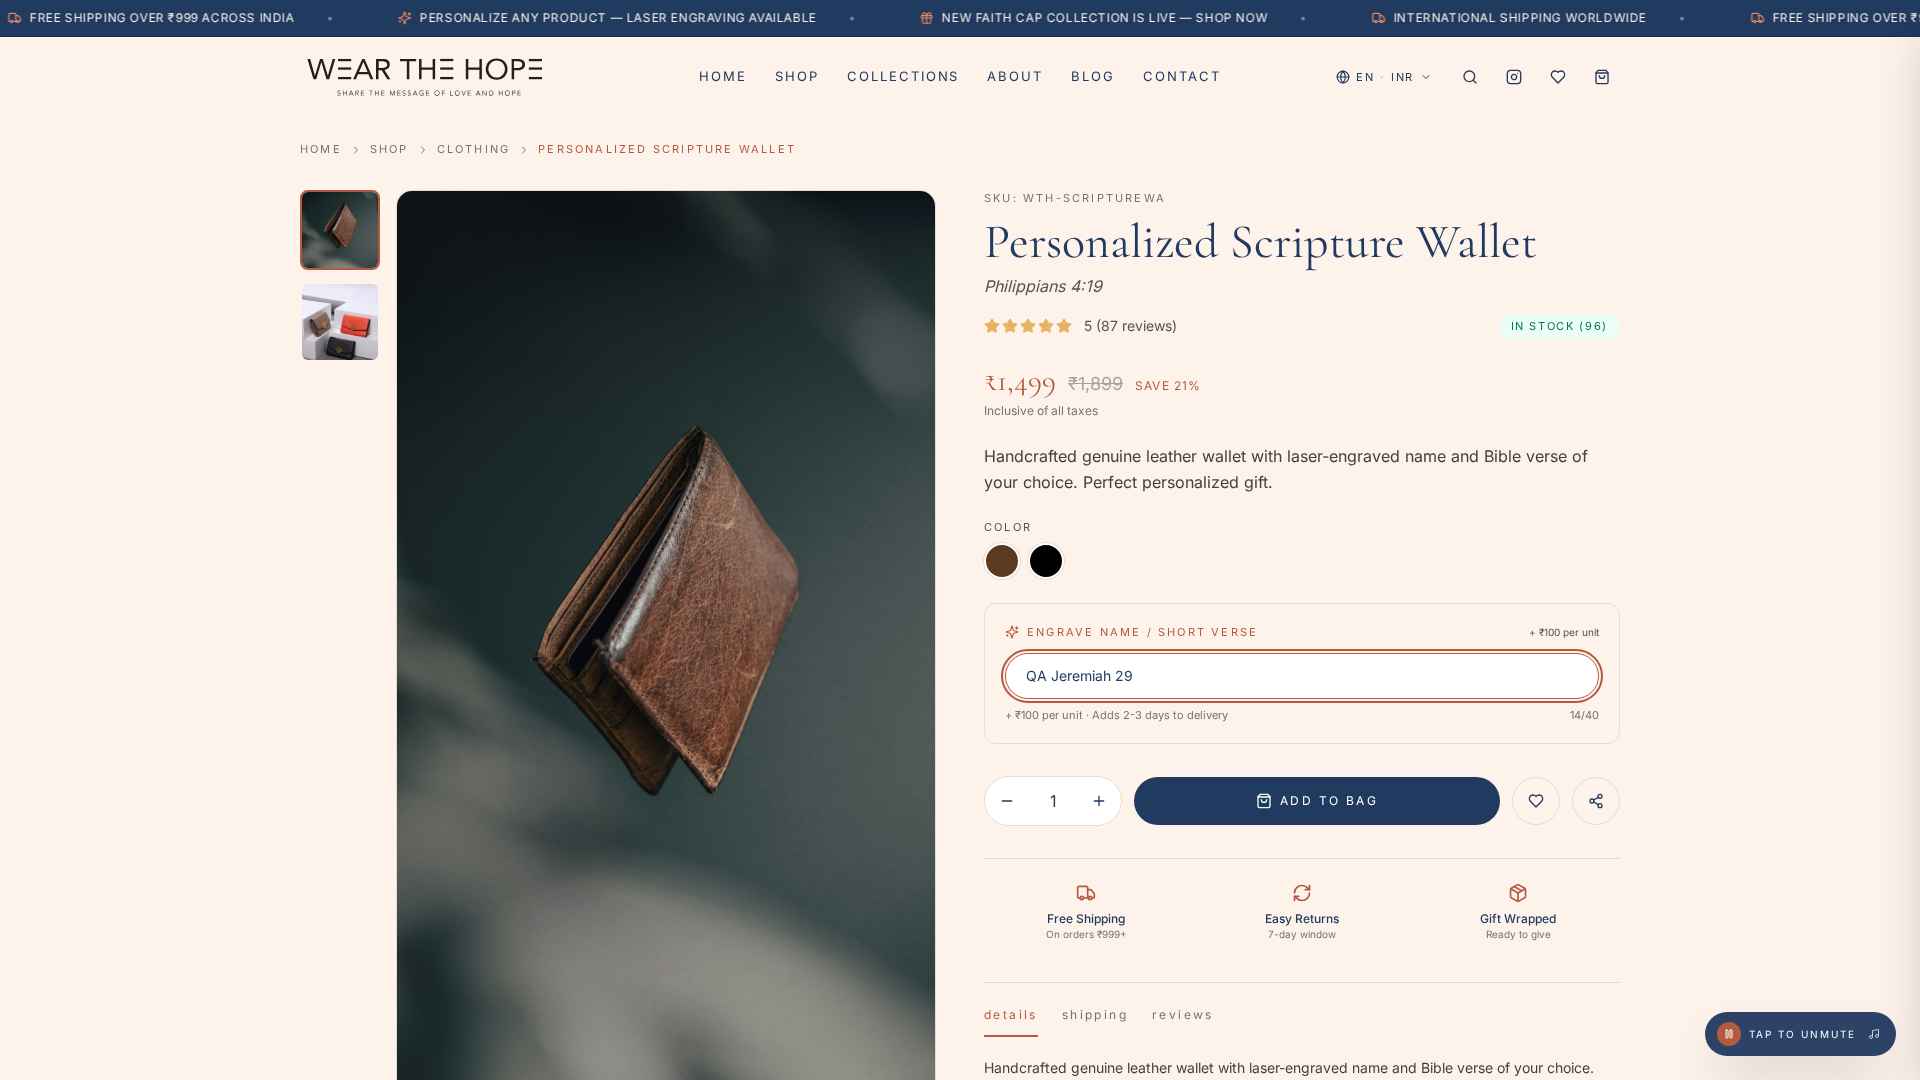 FREE SHIPPING OVER ₹999 ACROSS INDIA • PERSONALIZE ANY PRODUCT — LASER ENGRAVING AVAILABLE • NEW FAITH CAP COLLECTION IS LIVE — SHOP NOW • INTERNATIONAL SHIPPING WORLDWIDE • FREE SHIPPING OVER
WEAR THE HOPE
SHARE THE MESSAGE OF LOVE AND HOPE
HOME SHOP COLLECTIONS ABOUT BLOG CONTACT
EN · INR
HOME > SHOP > CLOTHING > PERSONALIZED SCRIPTURE WALLET
SKU: WTH-SCRIPTUREWA
Personalized Scripture Wallet
Philippians 4:19
5 (87 reviews)
IN STOCK (96)
₹1,499 ₹1,899 SAVE 21%
Inclusive of all taxes
Handcrafted genuine leather wallet with laser-engraved name and Bible verse of
your choice. Perfect personalized gift.
COLOR
ENGRAVE NAME / SHORT VERSE
+ ₹100 per unit
QA Jeremiah 29
+ ₹100 per unit · Adds 2-3 days to delivery
14/40
1
ADD TO BAG
Free Shipping
On orders ₹999+
Easy Returns
7-day window
Gift Wrapped
Ready to give
details shipping reviews
TAP TO UNMUTE
Handcrafted genuine leather wallet with laser-engraved name and Bible verse of your choice.